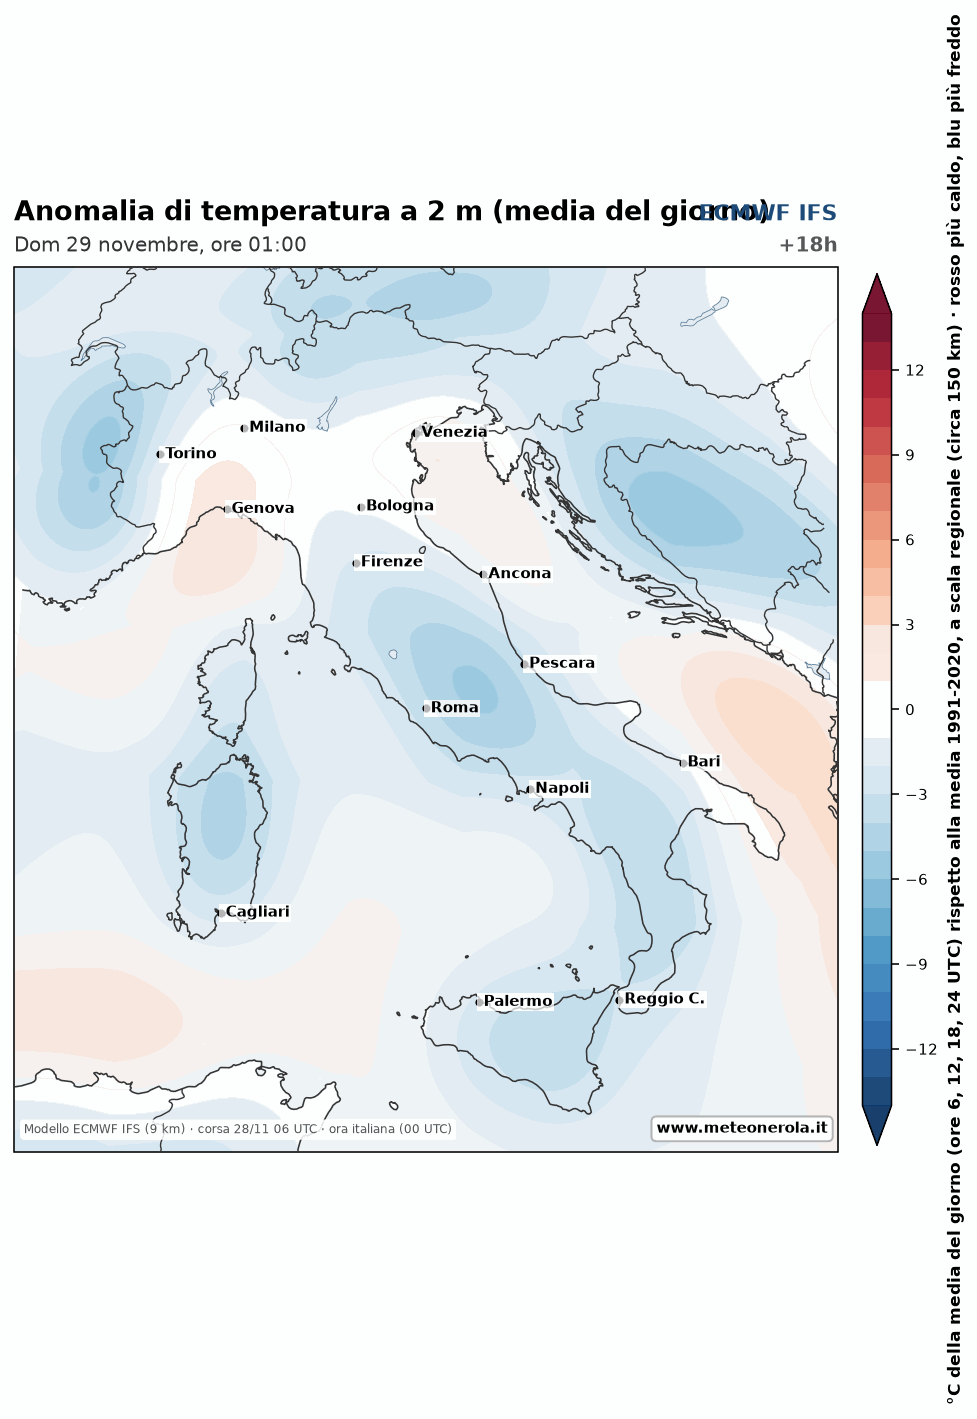 Anomalia di temperatura a 2 m (media del giorno)
ECMWF IFS
Dom 29 novembre, ore 01:00
+18h
Milano
Torino
Venezia
Genova
Bologna
Firenze
Ancona
Pescara
Roma
Bari
Napoli
Cagliari
Palermo
Reggio C.
12
9
6
3
0
−3
−6
−9
−12
°C della media del giorno (ore 6, 12, 18, 24 UTC) rispetto alla media 1991-2020, a scala regionale (circa 150 km) · rosso più caldo, blu più freddo
Modello ECMWF IFS (9 km) · corsa 28/11 06 UTC · ora italiana (00 UTC)
www.meteonerola.it